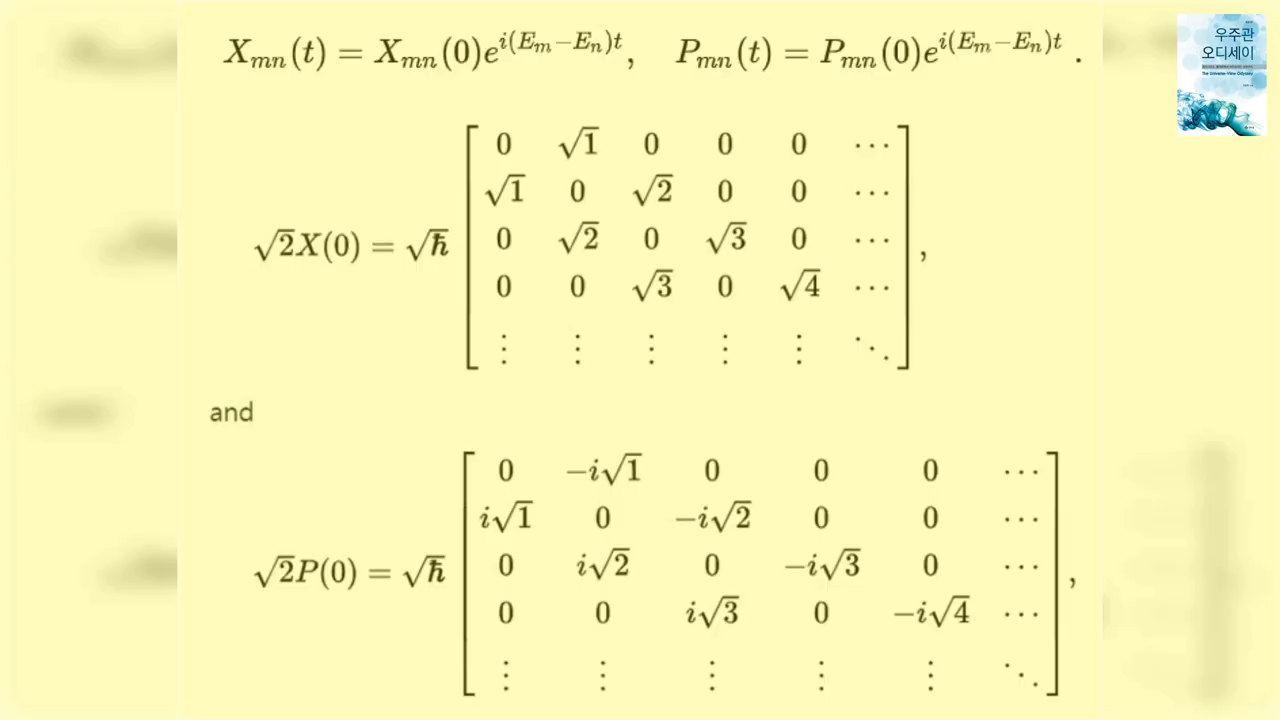 X_{mn}(t) = X_{mn}(0)e^{i(E_m−E_n)t},   P_{mn}(t) = P_{mn}(0)e^{i(E_m−E_n)t} .
우주관
오디세이
The Universe-View Odyssey
0 √1 0 0 0 ⋯
√1 0 √2 0 0 ⋯
√2X(0) = √ħ 0 √2 0 √3 0 ⋯ ,
0 0 √3 0 √4 ⋯
⋮ ⋮ ⋮ ⋮ ⋮ ⋱
and
0 −i√1 0 0 0 ⋯
i√1 0 −i√2 0 0 ⋯
√2P(0) = √ħ 0 i√2 0 −i√3 0 ⋯ ,
0 0 i√3 0 −i√4 ⋯
⋮ ⋮ ⋮ ⋮ ⋮ ⋱